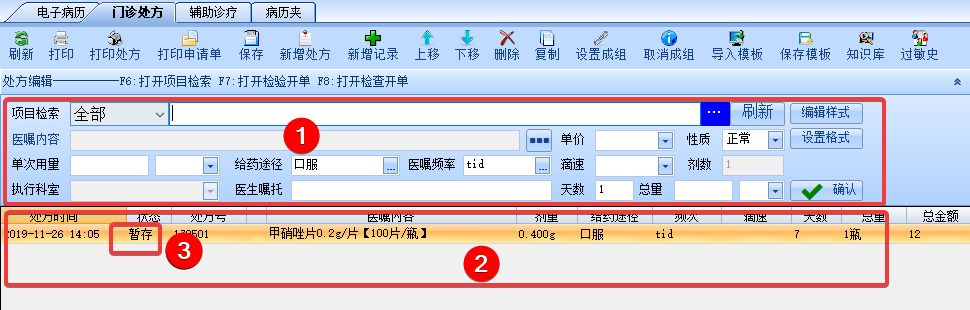 电子病历 门诊处方 辅助诊疗 病历夹
刷新 打印 打印处方 打印申请单 保存 新增处方 新增记录 上移 下移 删除 复制 设置成组 取消成组 导入模板 保存模板 知识库 过敏史
处方编辑————————F6:打开项目检索 F7:打开检验开单 F8:打开检查开单
项目检索 全部 ... 刷新 编辑样式
1
医嘱内容 单价 性质 正常 设置格式
单次用量 给药途径 口服 ... 医嘱频率 tid ... 滴速 剂数 1
执行科室 医生嘱托 天数 1 总量 确认
处方时间 状态 处方号 医嘱内容 剂量 给药途径 频次 滴速 天数 总量 总金额
2019-11-26 14:05 暂存 甲硝唑片0.2g/片【100片/瓶】 0.400g 口服 tid 7 1瓶 12
3
2